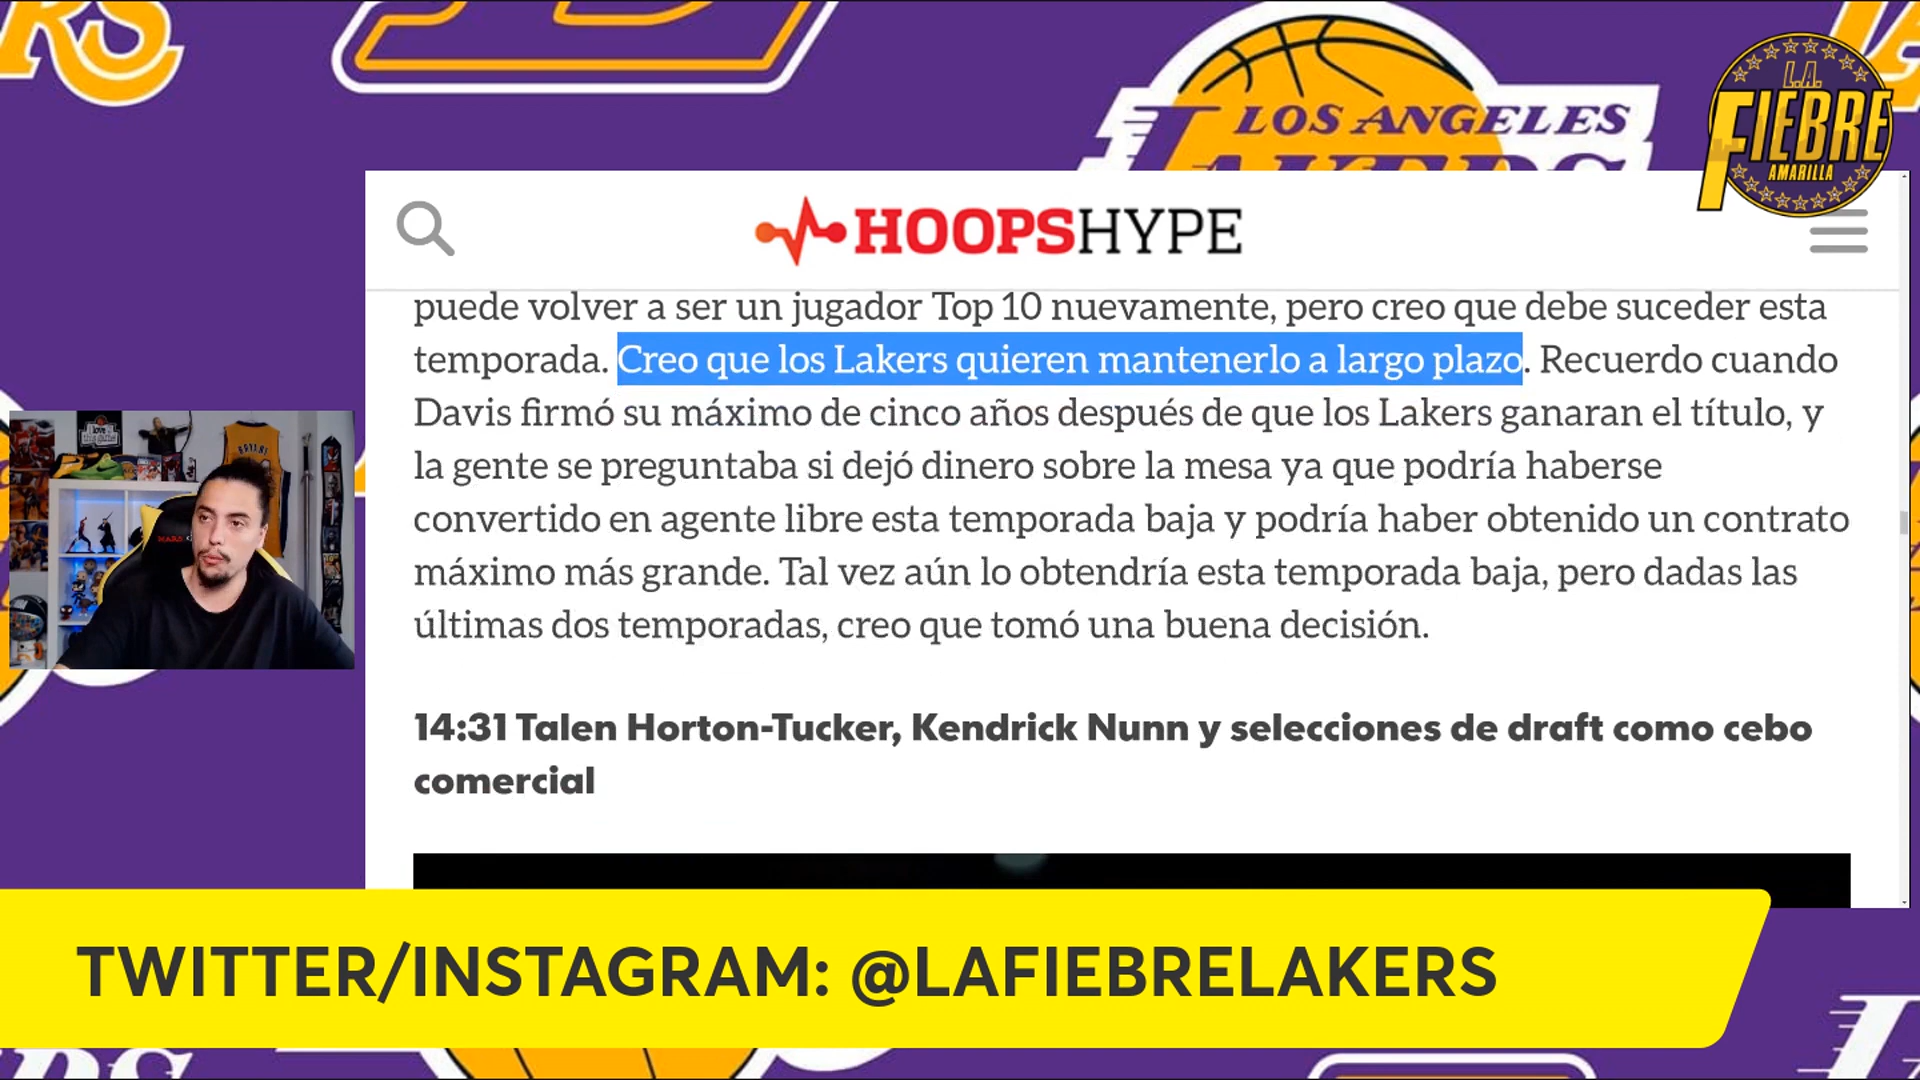 RS
LOS ANGELES
LAKERS
L.A.
FIEBRE
AMARILLA
HOOPSHYPE
puede volver a ser un jugador Top 10 nuevamente, pero creo que debe suceder esta
temporada. Creo que los Lakers quieren mantenerlo a largo plazo. Recuerdo cuando
Davis firmó su máximo de cinco años después de que los Lakers ganaran el título, y
la gente se preguntaba si dejó dinero sobre la mesa ya que podría haberse
convertido en agente libre esta temporada baja y podría haber obtenido un contrato
máximo más grande. Tal vez aún lo obtendría esta temporada baja, pero dadas las
últimas dos temporadas, creo que tomó una buena decisión.
14:31 Talen Horton-Tucker, Kendrick Nunn y selecciones de draft como cebo
comercial
TWITTER/INSTAGRAM: @LAFIEBRELAKERS